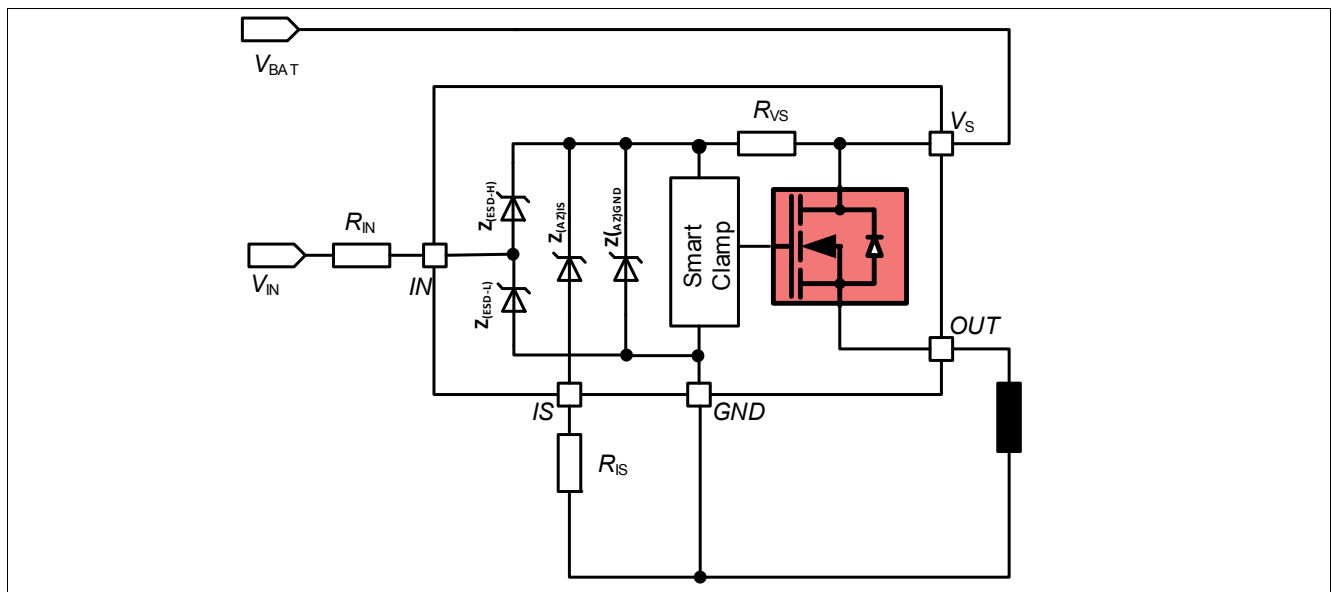 VBAT
RVS
VS
Z(ESD-H)
Z(AZ)IS
Z(AZ)GND
RIN
Smart
Clamp
VIN
IN
Z(ESD-L)
OUT
IS
GND
RIS